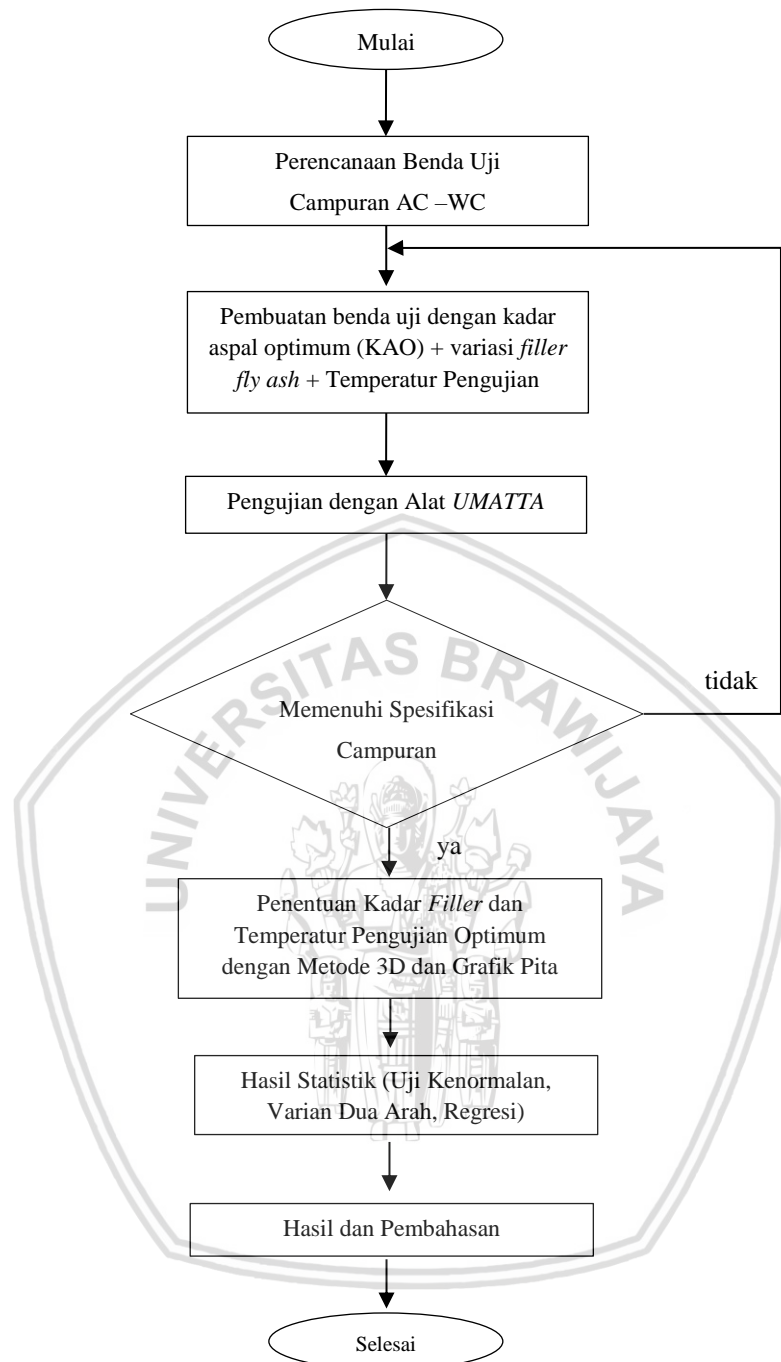 Mulai
Perencanaan Benda Uji
Campuran AC –WC
Pembuatan benda uji dengan kadar
aspal optimum (KAO) + variasi filler
fly ash + Temperatur Pengujian
Pengujian dengan Alat UMATTA
Memenuhi Spesifikasi
Campuran
tidak
ya
Penentuan Kadar Filler dan
Temperatur Pengujian Optimum
dengan Metode 3D dan Grafik Pita
Hasil Statistik (Uji Kenormalan,
Varian Dua Arah, Regresi)
Hasil dan Pembahasan
Selesai
UNIVERSITAS BRAWIJAYA